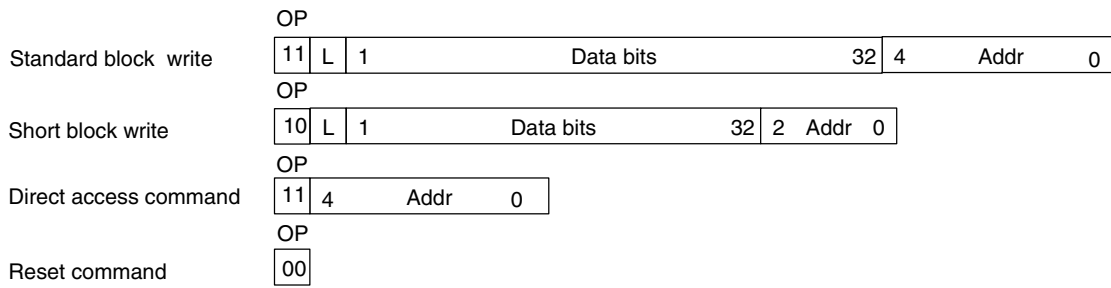 OP
Standard block write 11 L 1 Data bits 32 4 Addr 0
OP
Short block write 10 L 1 Data bits 32 2 Addr 0
OP
Direct access command 11 4 Addr 0
OP
Reset command 00